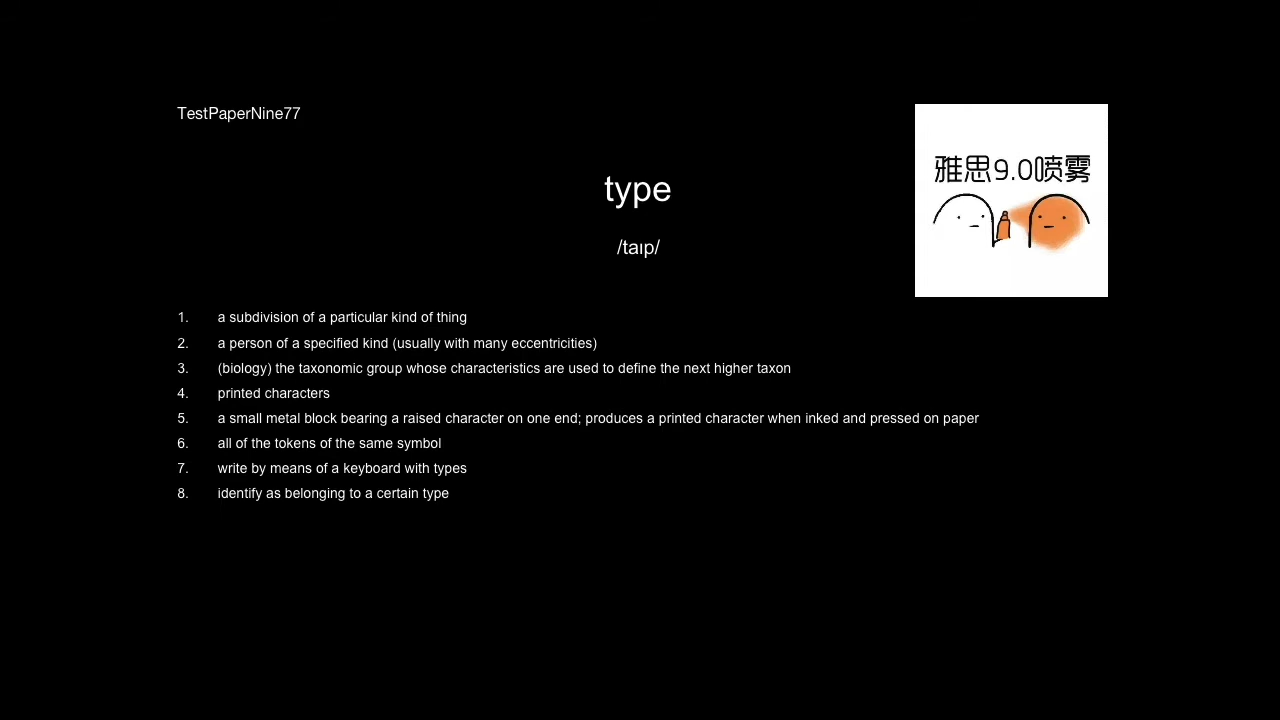 TestPaperNine77
雅思9.0喷雾
type
/taɪp/
1. a subdivision of a particular kind of thing
2. a person of a specified kind (usually with many eccentricities)
3. (biology) the taxonomic group whose characteristics are used to define the next higher taxon
4. printed characters
5. a small metal block bearing a raised character on one end; produces a printed character when inked and pressed on paper
6. all of the tokens of the same symbol
7. write by means of a keyboard with types
8. identify as belonging to a certain type